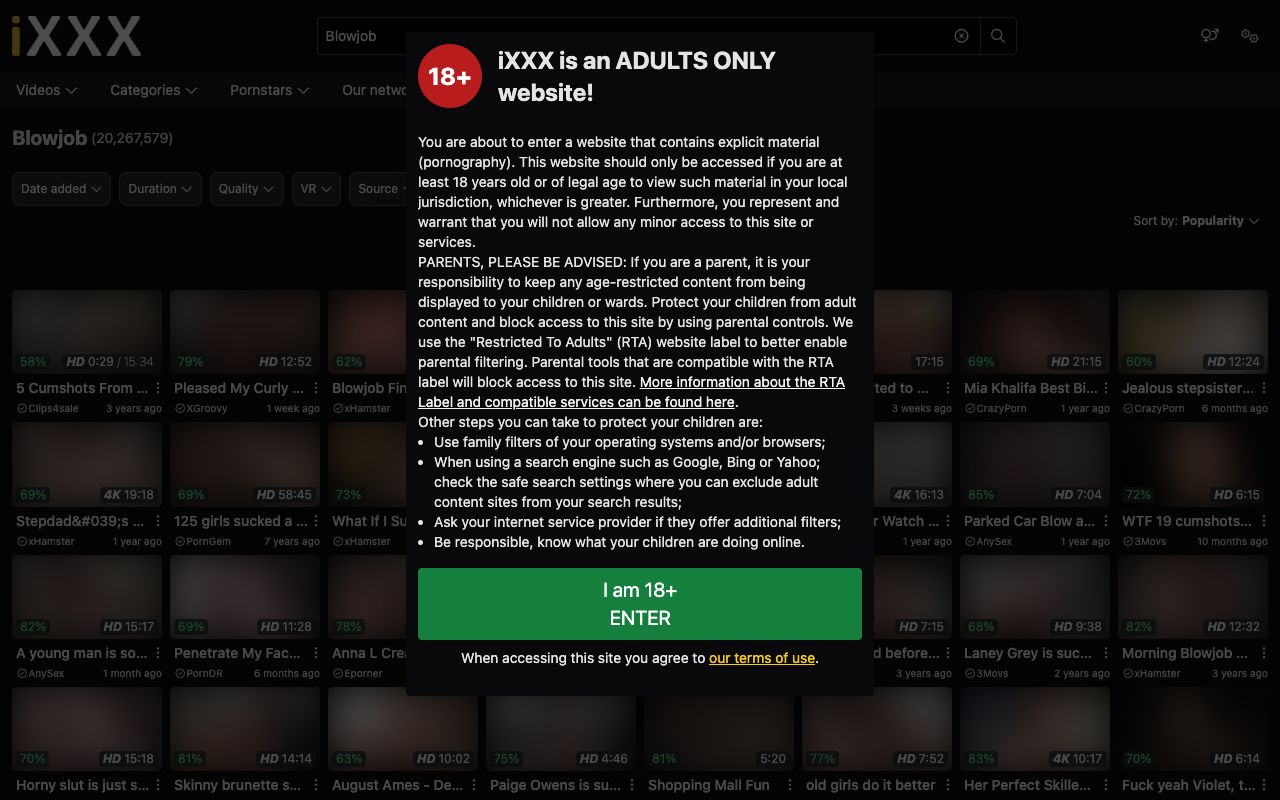 iXXX
Blowjob
Videos
Categories
Pornstars
Our netwo
Blowjob (20,267,579)
Date added
Duration
Quality
VR
Source
Sort by: Popularity
18+
iXXX is an ADULTS ONLY
website!
You are about to enter a website that contains explicit material
(pornography). This website should only be accessed if you are at
least 18 years old or of legal age to view such material in your local
jurisdiction, whichever is greater. Furthermore, you represent and
warrant that you will not allow any minor access to this site or
services.
PARENTS, PLEASE BE ADVISED: If you are a parent, it is your
responsibility to keep any age-restricted content from being
displayed to your children or wards. Protect your children from adult
content and block access to this site by using parental controls. We
use the "Restricted To Adults" (RTA) website label to better enable
parental filtering. Parental tools that are compatible with the RTA
label will block access to this site. More information about the RTA
Label and compatible services can be found here.
Other steps you can take to protect your children are:
• Use family filters of your operating systems and/or browsers;
• When using a search engine such as Google, Bing or Yahoo;
check the safe search settings where you can exclude adult
content sites from your search results;
• Ask your internet service provider if they offer additional filters;
• Be responsible, know what your children are doing online.
I am 18+
ENTER
When accessing this site you agree to our terms of use.
58% HD 0:29 / 15:34
79% HD 12:52
62%
17:15
69% HD 21:15
60% HD 12:24
5 Cumshots From ...
Pleased My Curly ...
Blowjob Fin
ted to ...
Mia Khalifa Best Bi...
Jealous stepsister...
Clips4sale 3 years ago
XGroovy 1 week ago
xHamster
3 weeks ago
CrazyPorn 1 year ago
CrazyPorn 6 months ago
69% 4K 19:18
69% HD 58:45
73%
4K 16:13
85% HD 7:04
72% HD 6:15
Stepdad&#039;s ...
125 girls sucked a ...
What If I Su
r Watch ...
Parked Car Blow a...
WTF 19 cumshots...
xHamster 1 year ago
PornGem 7 years ago
xHamster
1 year ago
AnySex 1 year ago
3Movs 10 months ago
82% HD 15:17
69% HD 11:28
78%
HD 7:15
68% HD 9:38
82% HD 12:32
A young man is so...
Penetrate My Fac...
Anna L Crea
d before...
Laney Grey is suc...
Morning Blowjob ...
AnySex 1 month ago
PornDR 6 months ago
Eporner
3 years ago
3Movs 2 years ago
xHamster 3 years ago
70% HD 15:18
81% HD 14:14
63% HD 10:02
75% HD 4:46
81% 5:20
77% HD 7:52
83% 4K 10:17
70% HD 6:14
Horny slut is just s...
Skinny brunette s...
August Ames - De...
Paige Owens is su...
Shopping Mall Fun
old girls do it better
Her Perfect Skille...
Fuck yeah Violet, t...